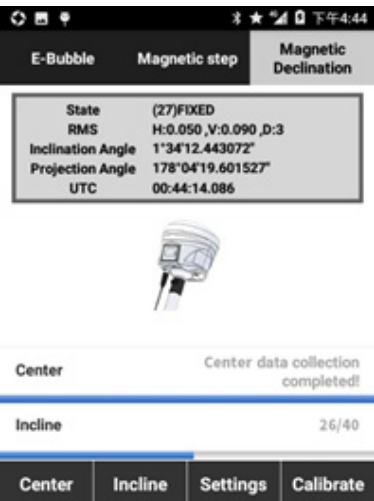 下午4:44
E-Bubble Magnetic step Magnetic Declination
State (27)FIXED
RMS H:0.050 ,V:0.090 ,D:3
Inclination Angle 1°34'12.443072"
Projection Angle 178°04'19.601527"
UTC 00:44:14.086
Center Center data collection completed!
Incline 26/40
Center Incline Settings Calibrate